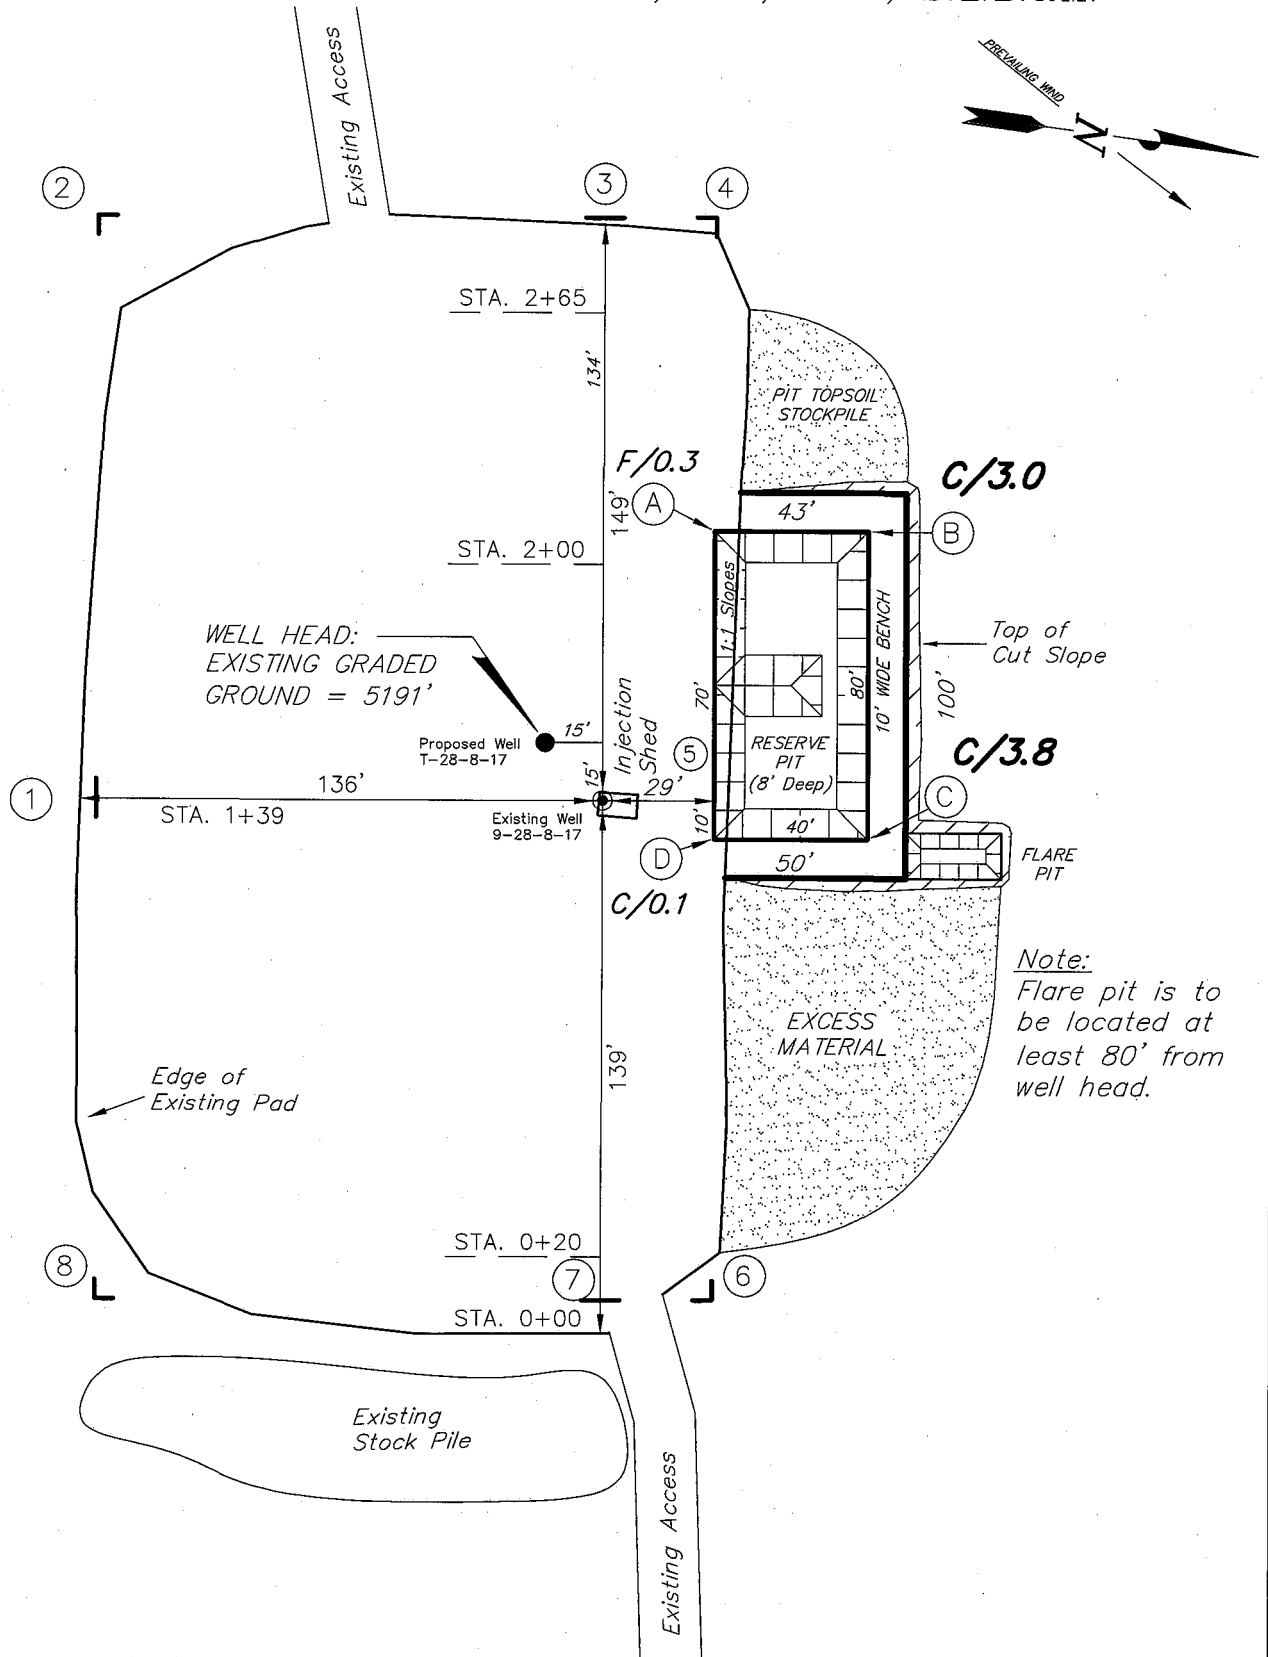 Existing Access
PREVAILING WIND
N
2
3
4
STA. 2+65
134'
PIT TOPSOIL
STOCKPILE
F/0.3
C/3.0
149'
A
43'
B
STA. 2+00
1:1 Slopes
10' WIDE BENCH
WELL HEAD:
EXISTING GRADED
GROUND = 5191'
Top of
Cut Slope
70'
80'
100'
Injection
Shed
15'
Proposed Well
T-28-8-17
5
RESERVE
PIT
(8' Deep)
C/3.8
1
136'
15'
29'
STA. 1+39
Existing Well
9-28-8-17
10'
40'
C
D
50'
FLARE
PIT
C/0.1
Note:
Flare pit is to
be located at
least 80' from
well head.
EXCESS
MATERIAL
139'
Edge of
Existing Pad
STA. 0+20
8
7
6
STA. 0+00
Existing
Stock Pile
Existing Access